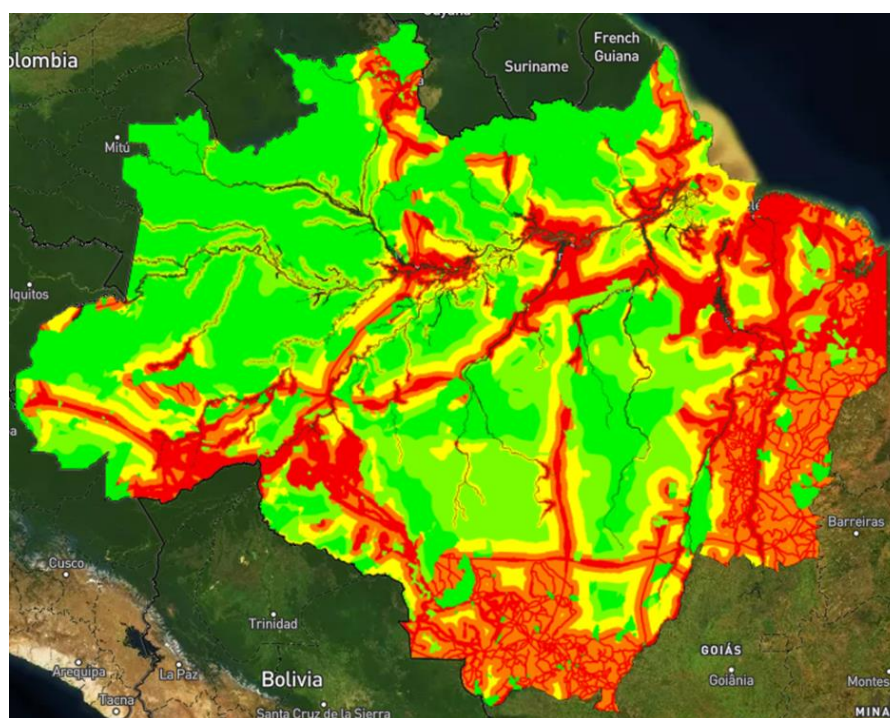 Suriname
French
Guiana
olombia
Mitú
Iquitos
Barreiras
Cusco
Trinidad
GOIÁS
Goiânia
Arequipa
La Paz
Bolivia
Tacna
Santa Cruz de la Sierra
Montes
MINA